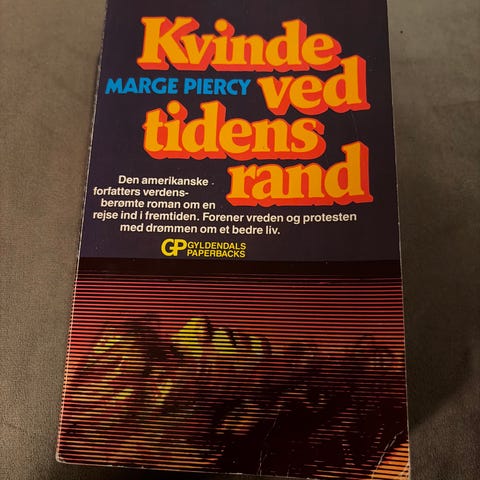 Kvinde
MARGE PIERCY ved
tidens
rand
Den amerikanske
forfatters verdens-
berømte roman om en
rejse ind i fremtiden. Forener vreden og protesten
med drømmen om et bedre liv.
GP GYLDENDALS
PAPERBACKS